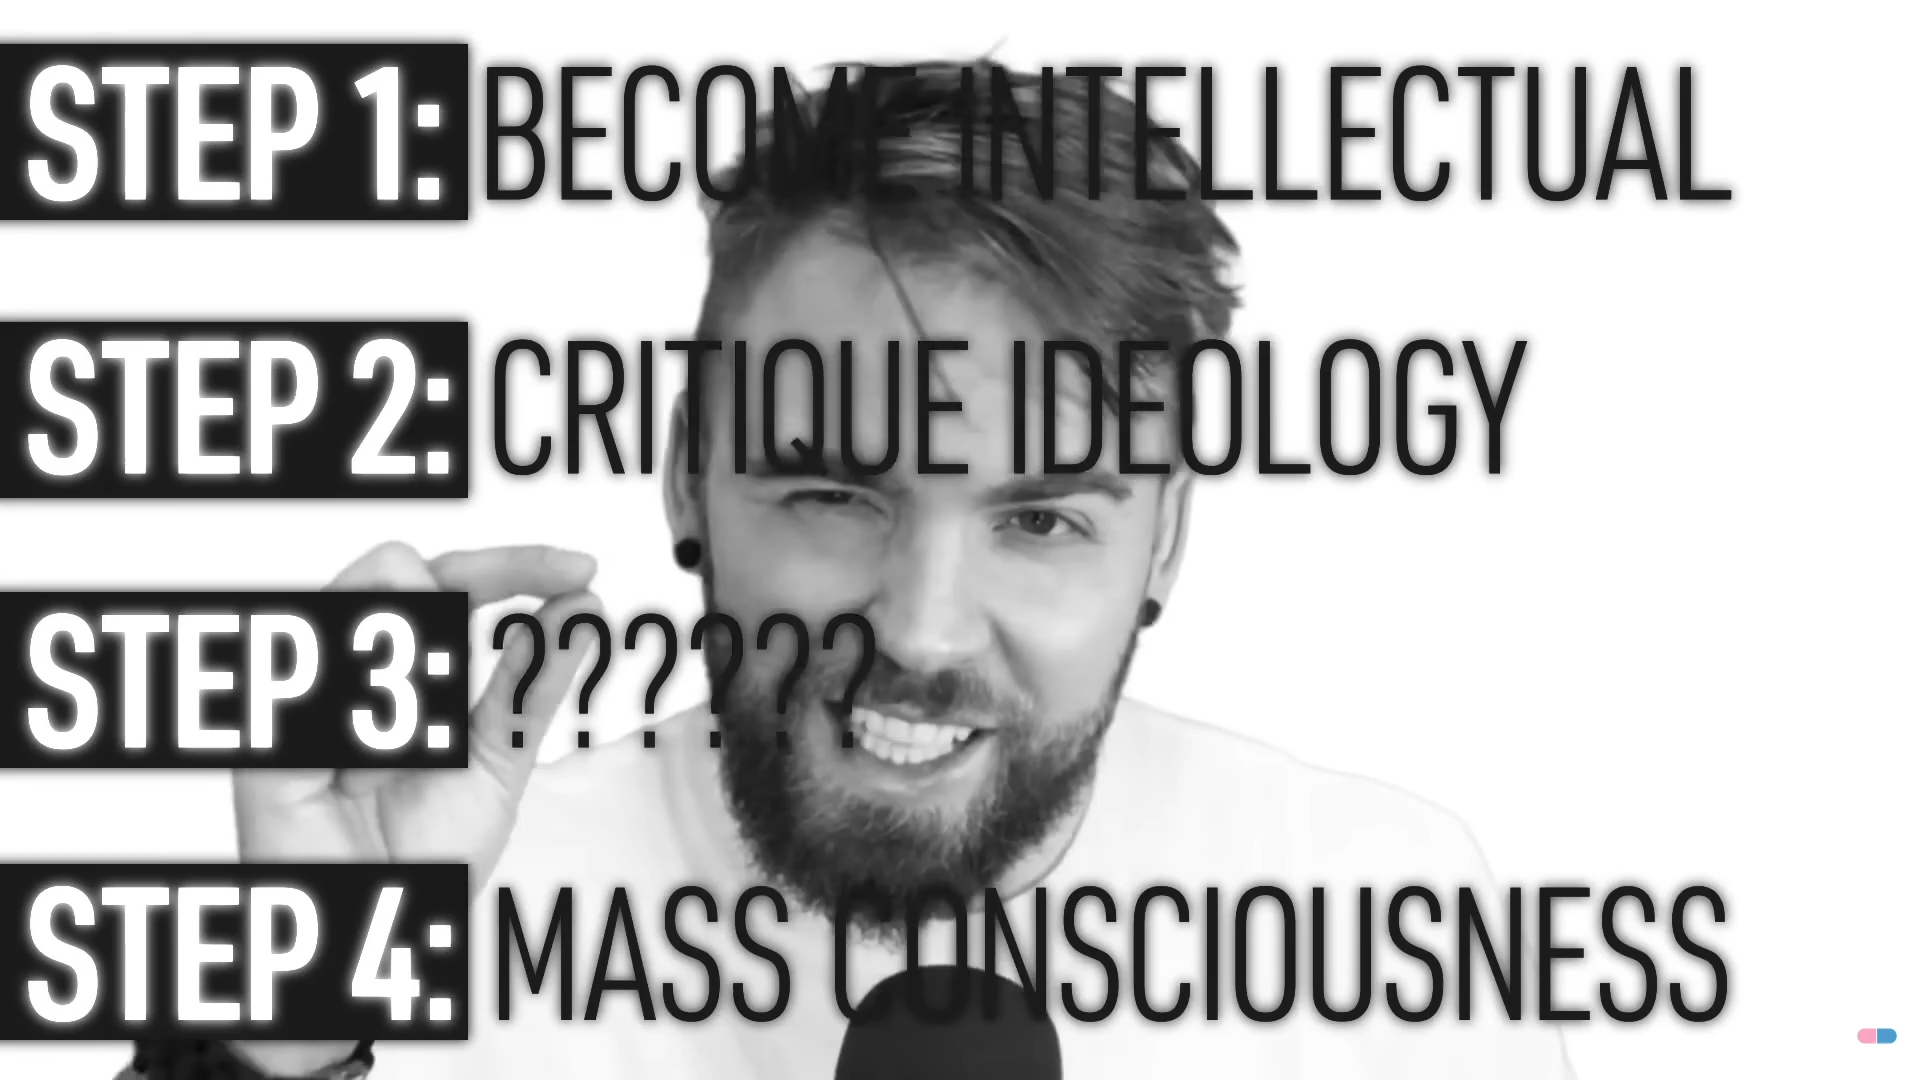 STEP 1: BECOME INTELLECTUAL
STEP 2: CRITIQUE IDEOLOGY
STEP 3: ??????
STEP 4: MASS CONSCIOUSNESS